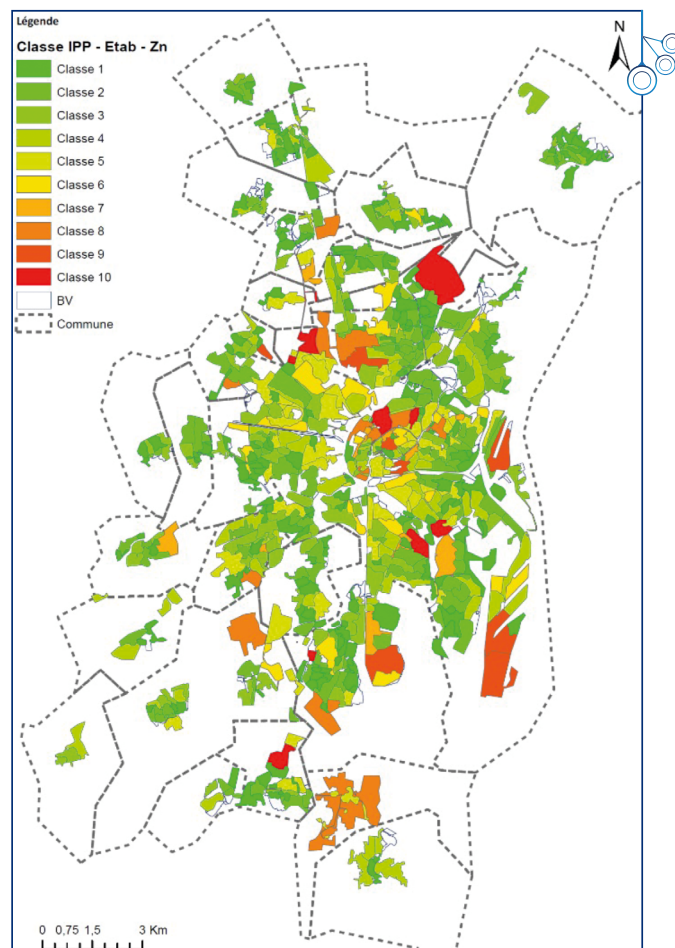 Légende
Classe IPP - Etab - Zn
Classe 1
Classe 2
Classe 3
Classe 4
Classe 5
Classe 6
Classe 7
Classe 8
Classe 9
Classe 10
BV
Commune
N
0 0,75 1,5 3 Km